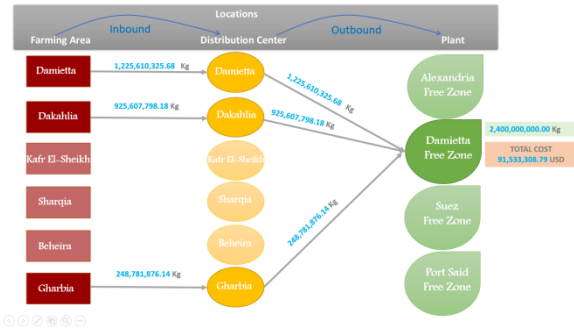 Locations
Inbound
Outbound
Farming Area
Distribution Center
Plant
Damietta
1,225,610,325.68 Kg
Damietta
1,225,610,325.68 Kg
Alexandria
Free Zone
Dakahlia
925,607,798.18 Kg
Dakahlia
925,607,798.18 Kg
Damietta
Free Zone
2,400,000,000.00 Kg
TOTAL COST
91,533,308.79 USD
Kafr El-Sheikh
Kafr El-Sheikh
Sharqia
Sharqia
Suez
Free Zone
Beheira
Beheira
248,781,876.14 Kg
Gharbia
248,781,876.14 Kg
Gharbia
Port Said
Free Zone